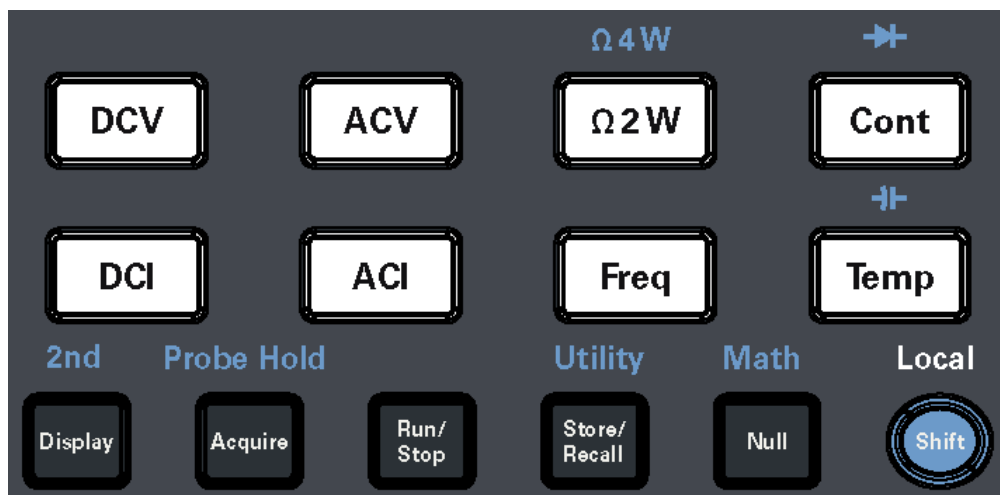 Ω4W
DCV ACV Ω2W Cont
DCI ACI Freq Temp
2nd Probe Hold Utility Math Local
Display Acquire Run/ Stop Store/ Recall Null Shift